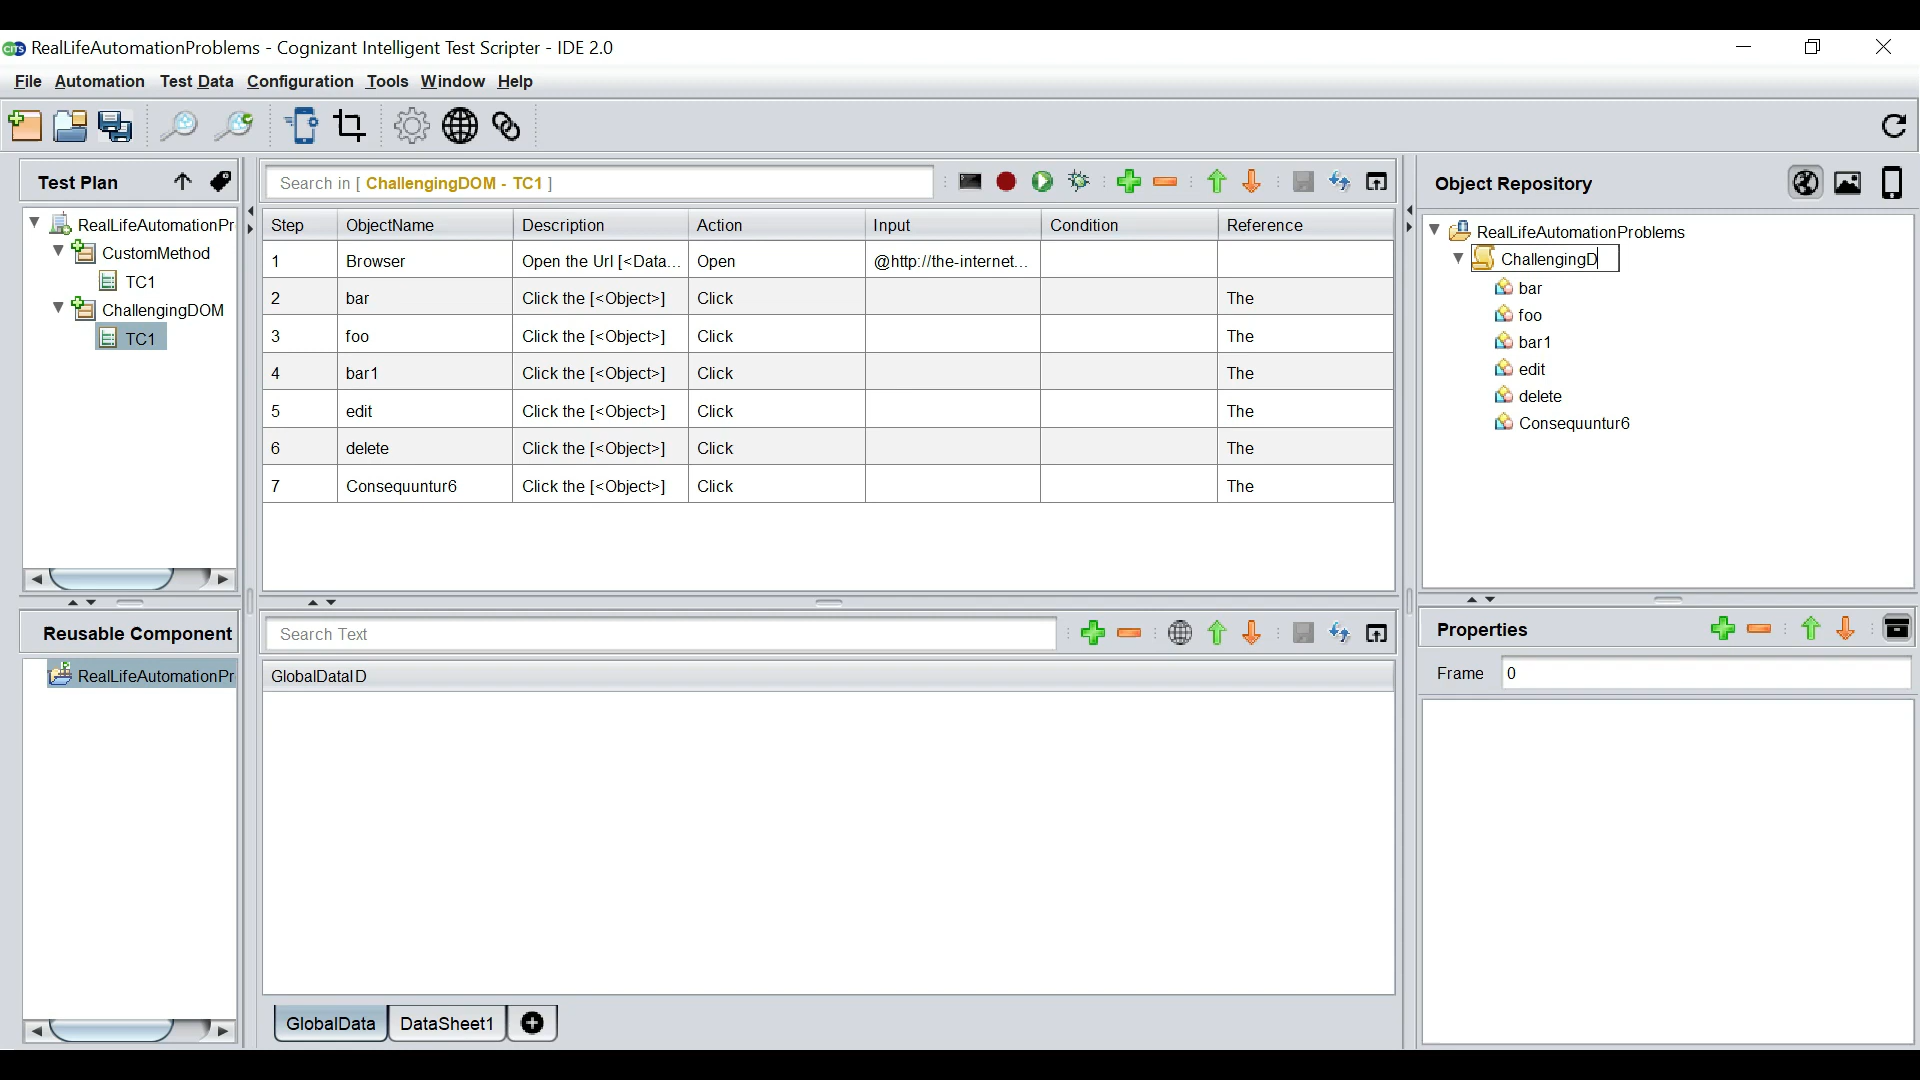 CITS RealLifeAutomationProblems - Cognizant Intelligent Test Scripter - IDE 2.0
File Automation Test Data Configuration Tools Window Help
Test Plan
Search in [ ChallengingDOM - TC1 ]
Object Repository
RealLifeAutomationPr
CustomMethod
TC1
ChallengingDOM
TC1
Step ObjectName Description Action Input Condition Reference
1 Browser Open the Url [<Data... Open @http://the-internet...
2 bar Click the [<Object>] Click The
3 foo Click the [<Object>] Click The
4 bar1 Click the [<Object>] Click The
5 edit Click the [<Object>] Click The
6 delete Click the [<Object>] Click The
7 Consequuntur6 Click the [<Object>] Click The
RealLifeAutomationProblems
ChallengingD
bar
foo
bar1
edit
delete
Consequuntur6
Reusable Component
RealLifeAutomationPr
Search Text
GlobalDataID
GlobalData DataSheet1
Properties
Frame 0